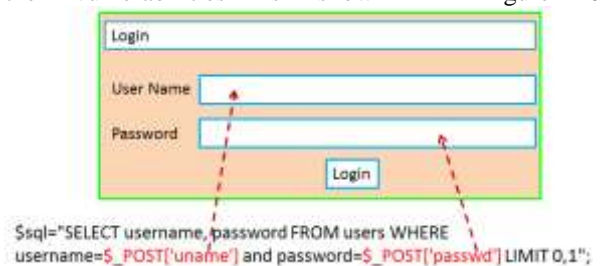 Login
User Name
Password
Login
$sql="SELECT username, password FROM users WHERE
username=$_POST['uname'] and password=$_POST['passwd'] LIMIT 0,1";